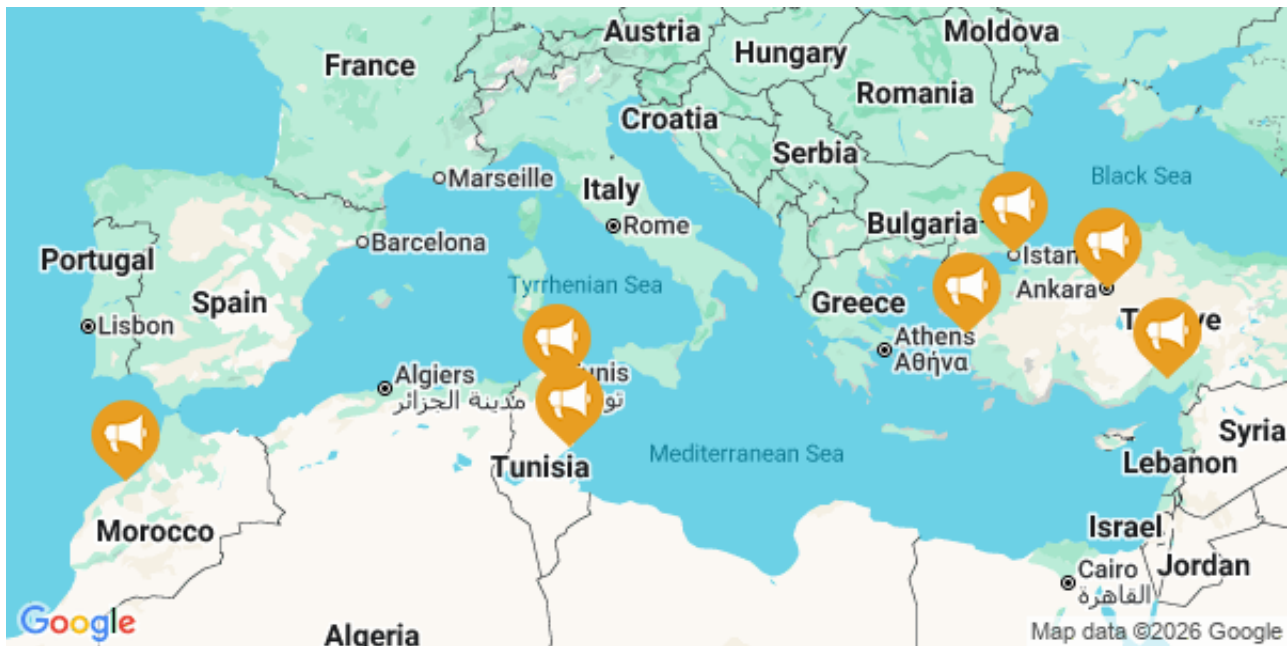 Austria
Moldova
France
Hungary
Romania
Croatia
Serbia
Marseille
Italy
Black Sea
Rome
Bulgaria
Barcelona
Portugal
Istan
Tyrrhenian Sea
Ankara
Spain
Greece
Lisbon
Athens
Αθήνα
Algiers
مدينة الجزائر
Syria
Mediterranean Sea
Lebanon
Tunisia
Morocco
Israel
Jordan
Cairo
القاهرة
Google
Algeria
Map data ©2026 Google